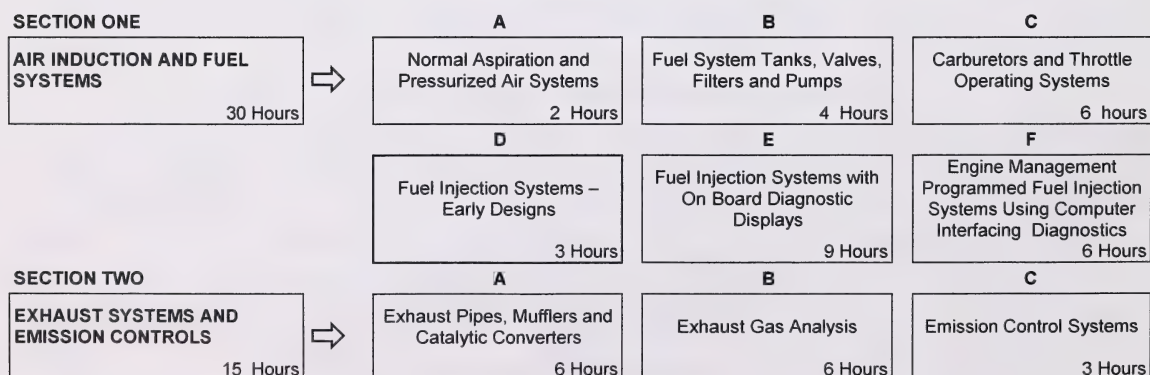 SECTION ONE
AIR INDUCTION AND FUEL
SYSTEMS
30 Hours
A
Normal Aspiration and
Pressurized Air Systems
2 Hours
B
Fuel System Tanks, Valves,
Filters and Pumps
4 Hours
C
Carburetors and Throttle
Operating Systems
6 hours
D
Fuel Injection Systems –
Early Designs
3 Hours
E
Fuel Injection Systems with
On Board Diagnostic
Displays
9 Hours
F
Engine Management
Programmed Fuel Injection
Systems Using Computer
Interfacing Diagnostics
6 Hours
SECTION TWO
EXHAUST SYSTEMS AND
EMISSION CONTROLS
15 Hours
A
Exhaust Pipes, Mufflers and
Catalytic Converters
6 Hours
B
Exhaust Gas Analysis
6 Hours
C
Emission Control Systems
3 Hours